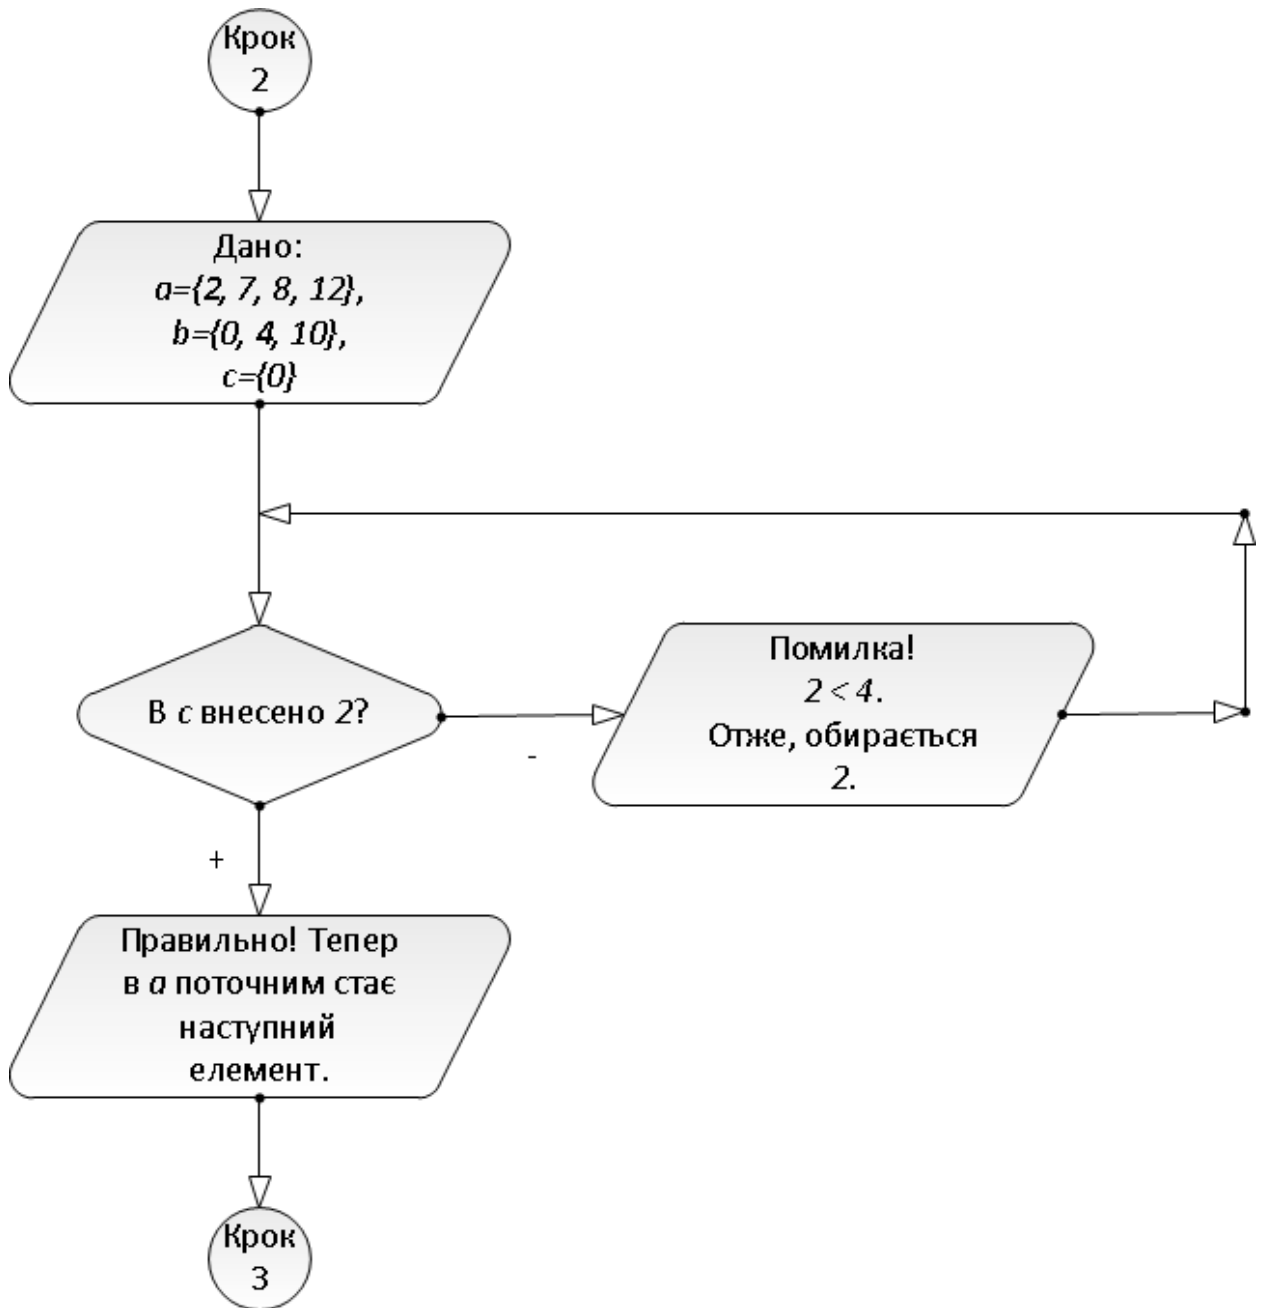 Крок
2
Дано:
a={2, 7, 8, 12},
b={0, 4, 10},
c={0}
В c внесено 2?
-
Помилка!
2 < 4.
Отже, обирається
2.
+
Правильно! Тепер
в a поточним стає
наступний
елемент.
Крок
3